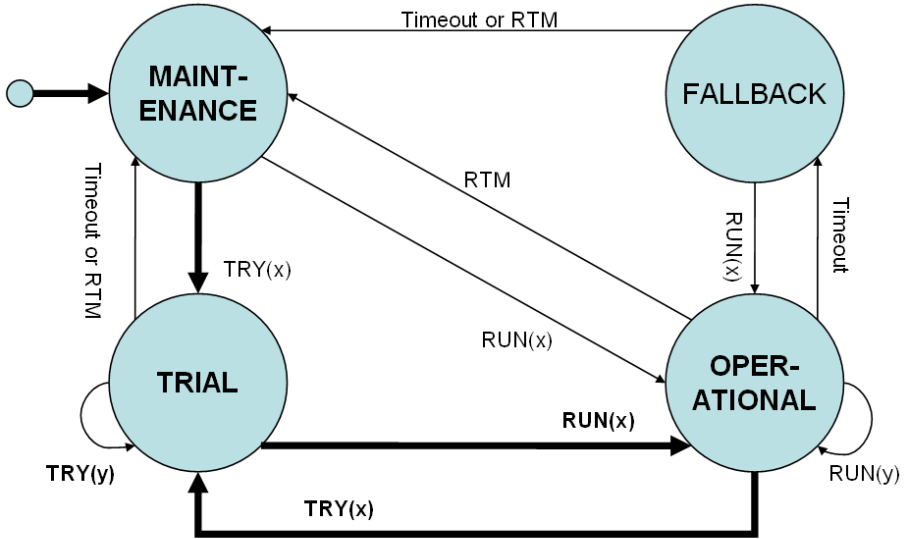 Timeout or RTM
MAINT-
ENANCE
FALLBACK
Timeout or RTM
RTM
RUN(x)
Timeout
TRY(x)
RUN(x)
TRIAL
OPER-
ATIONAL
RUN(x)
TRY(y)
RUN(y)
TRY(x)